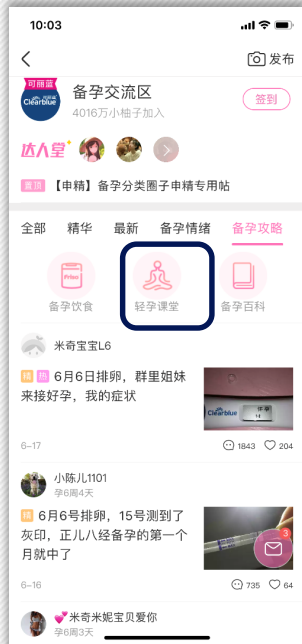 10:03
发布
可丽蓝
Clearblue
备孕交流区
4016万小柚子加入
签到
达人堂
置顶 【申精】备孕分类圈子申精专用帖
全部 精华 最新 备孕情绪 备孕攻略
备孕饮食 轻孕课堂 备孕百科
米奇宝宝L6
精 热 6月6日排卵，群里姐妹
来接好孕，我的症状
Clearblue 怀孕
6-17
1843 204
小陈儿1101
孕6周4天
精 6月6号排卵，15号测到了
灰印，正儿八经备孕的第一个
月就中了
3
6-16
735 64
💕米奇米妮宝贝爱你
孕6周3天